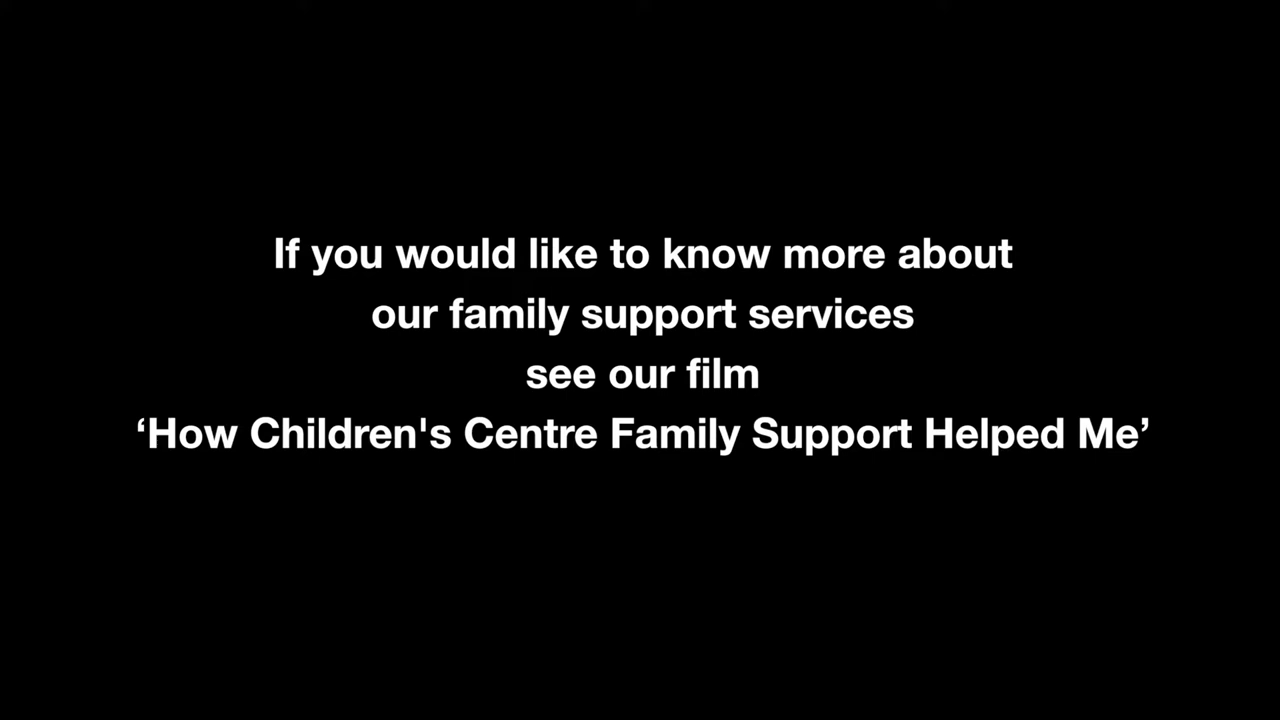 If you would like to know more about
our family support services
see our film
‘How Children's Centre Family Support Helped Me’